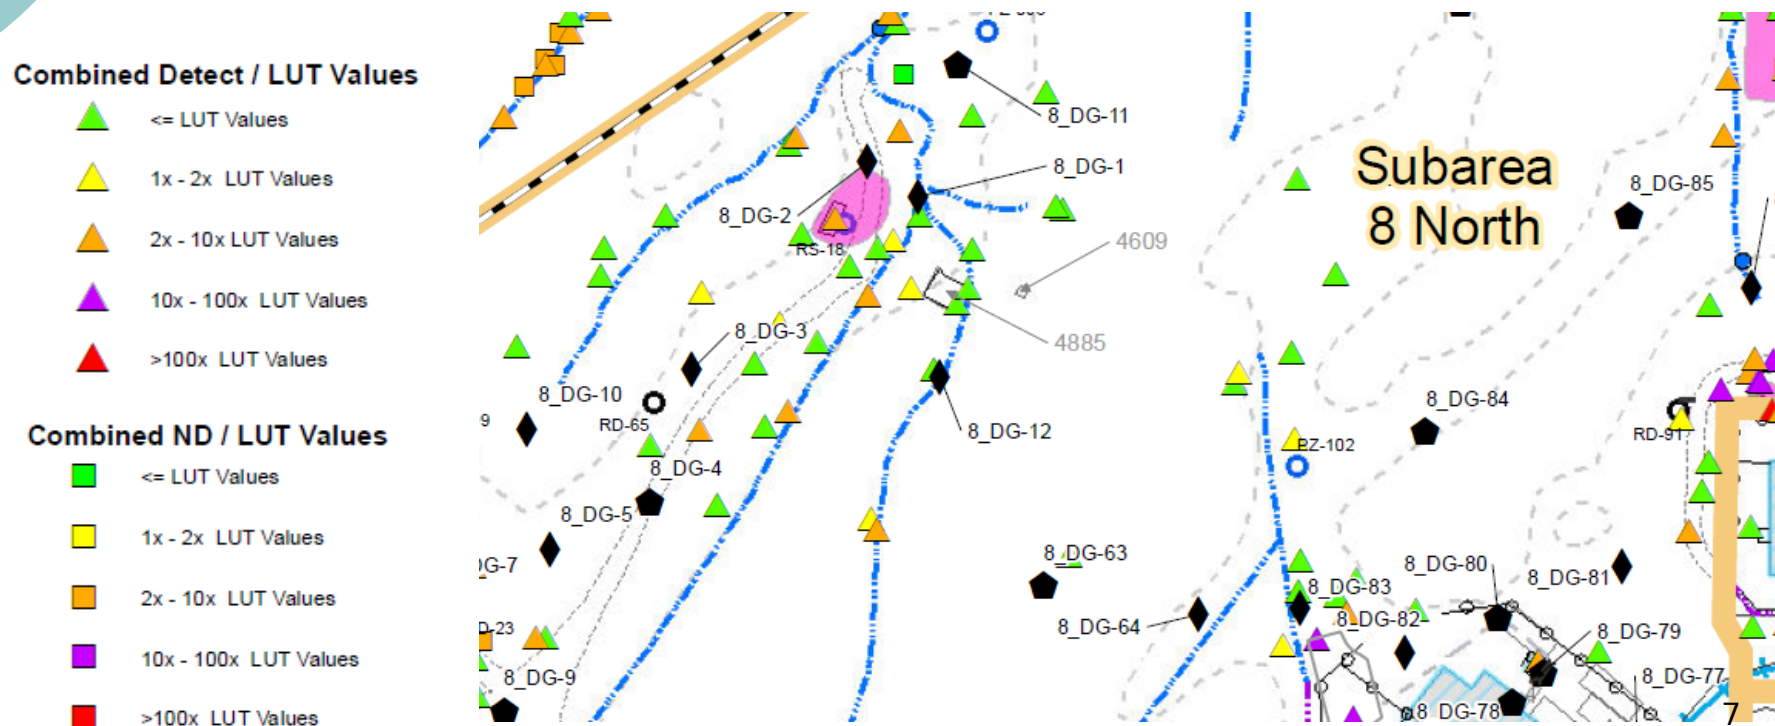 Combined Detect / LUT Values
<= LUT Values
1x - 2x LUT Values
2x - 10x LUT Values
10x - 100x LUT Values
>100x LUT Values
Combined ND / LUT Values
<= LUT Values
1x - 2x LUT Values
2x - 10x LUT Values
10x - 100x LUT Values
>100x LUT Values
8_DG-11
8_DG-1
8_DG-2
RS-18
4609
4885
8_DG-3
8_DG-10
9
RD-65
8_DG-12
8_DG-4
8_DG-5
8_DG-63
8_DG-64
8_DG-9
Subarea
8 North
8_DG-85
8_DG-84
RD-91
PZ-102
8_DG-80
8_DG-81
8_DG-83
8_DG-82
8_DG-79
8_DG-77
8_DG-78
7